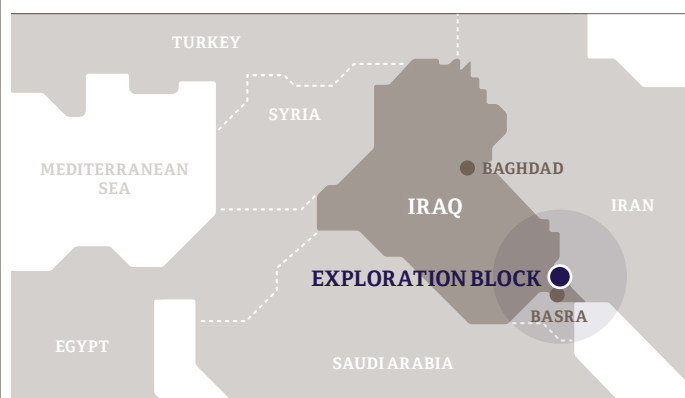 TURKEY
SYRIA
MEDITERRANEAN
SEA
BAGHDAD
IRAQ
IRAN
EXPLORATION BLOCK
BASRA
EGYPT
SAUDI ARABIA